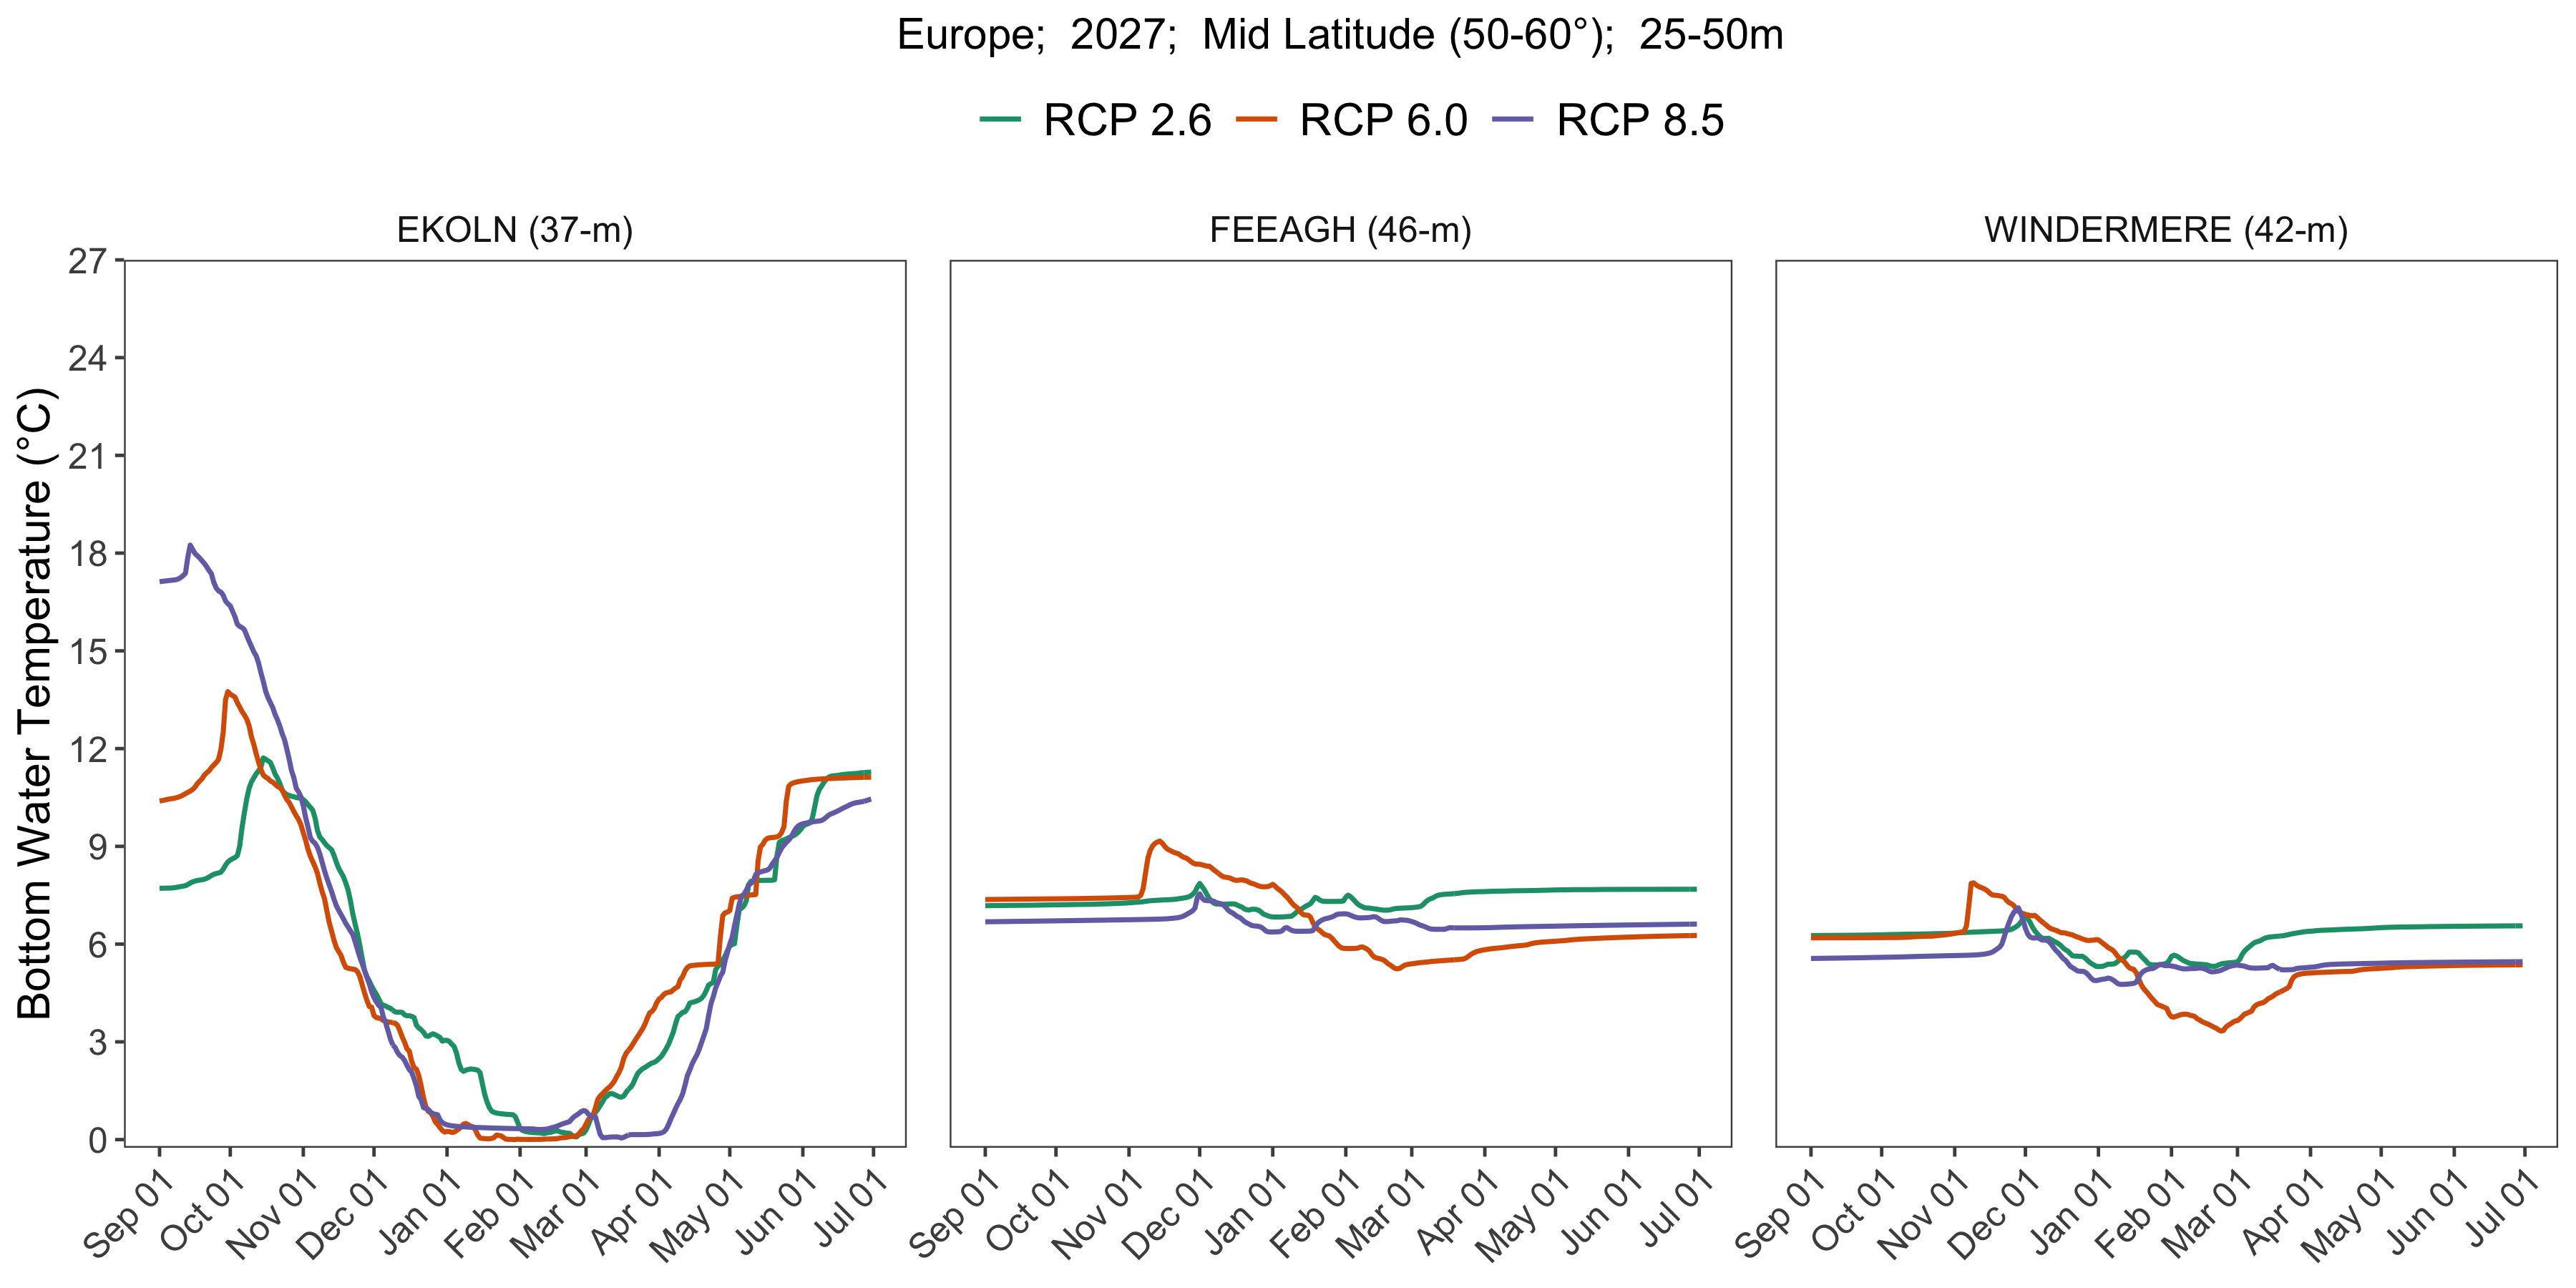 Europe;  2027;  Mid Latitude (50-60°);  25-50m
RCP 2.6 RCP 6.0 RCP 8.5
EKOLN (37-m) FEEAGH (46-m) WINDERMERE (42-m)
Bottom Water Temperature (°C)
27
24
21
18
15
12
9
6
3
0
Sep 01 Oct 01 Nov 01 Dec 01 Jan 01 Feb 01 Mar 01 Apr 01 May 01 Jun 01 Jul 01
Sep 01 Oct 01 Nov 01 Dec 01 Jan 01 Feb 01 Mar 01 Apr 01 May 01 Jun 01 Jul 01
Sep 01 Oct 01 Nov 01 Dec 01 Jan 01 Feb 01 Mar 01 Apr 01 May 01 Jun 01 Jul 01